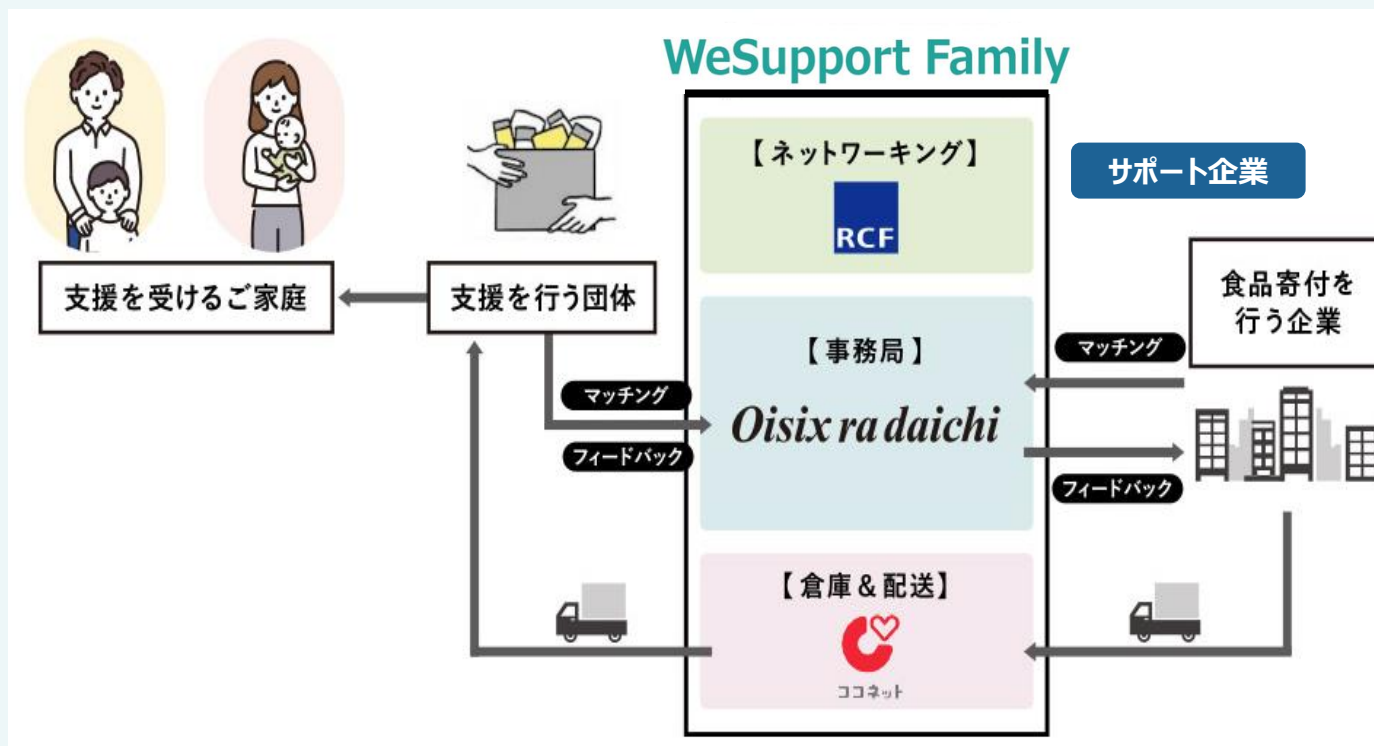 WeSupport Family
【ネットワーキング】
RCF
サポート企業
支援を受けるご家庭
支援を行う団体
食品寄付を
行う企業
【事務局】
Oisix ra daichi
マッチング
フィードバック
マッチング
フィードバック
【倉庫＆配送】
ココネット